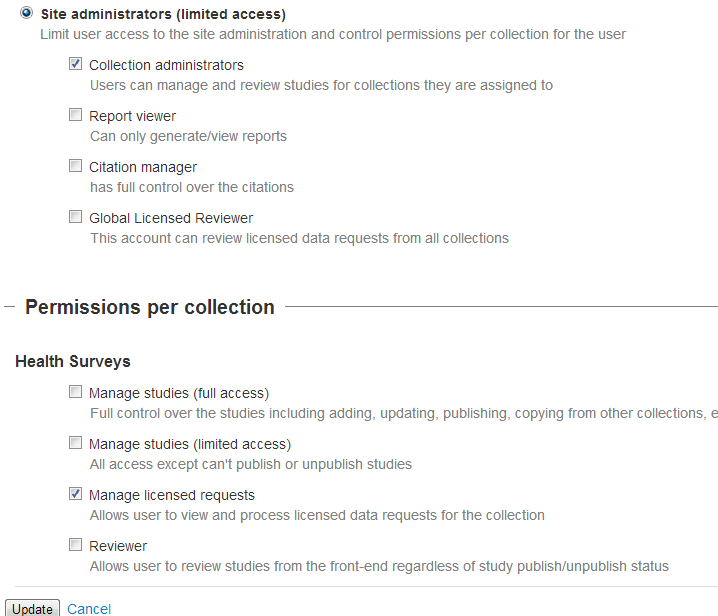 Site administrators (limited access)
Limit user access to the site administration and control permissions per collection for the user
Collection administrators
Users can manage and review studies for collections they are assigned to
Report viewer
Can only generate/view reports
Citation manager
has full control over the citations
Global Licensed Reviewer
This account can review licensed data requests from all collections
Permissions per collection
Health Surveys
Manage studies (full access)
Full control over the studies including adding, updating, publishing, copying from other collections, e
Manage studies (limited access)
All access except can't publish or unpublish studies
Manage licensed requests
Allows user to view and process licensed data requests for the collection
Reviewer
Allows user to review studies from the front-end regardless of study publish/unpublish status
Update Cancel